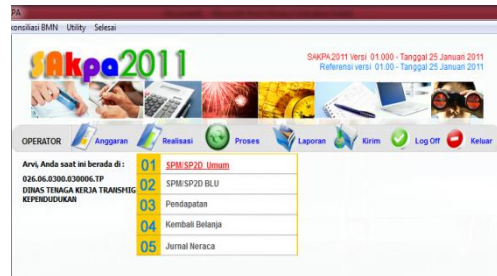 PA
konsiliasi BMN Utility Selesai
SAkpa2011
SAKPA 2011 Versi 01.000 - Tanggal 25 Januari 2011
Referensi versi 01.00 - Tanggal 25 Januari 2011
OPERATOR Anggaran Realisasi Proses Laporan Kirim Log Off Keluar
Arvi, Anda saat ini berada di :
026.06.0300.030006.TP
DINAS TENAGA KERJA TRANSMIG
KEPENDUDUKAN
01 SPM/SP2D Umum
02 SPM/SP2D BLU
03 Pendapatan
04 Kembali Belanja
05 Jurnal Neraca